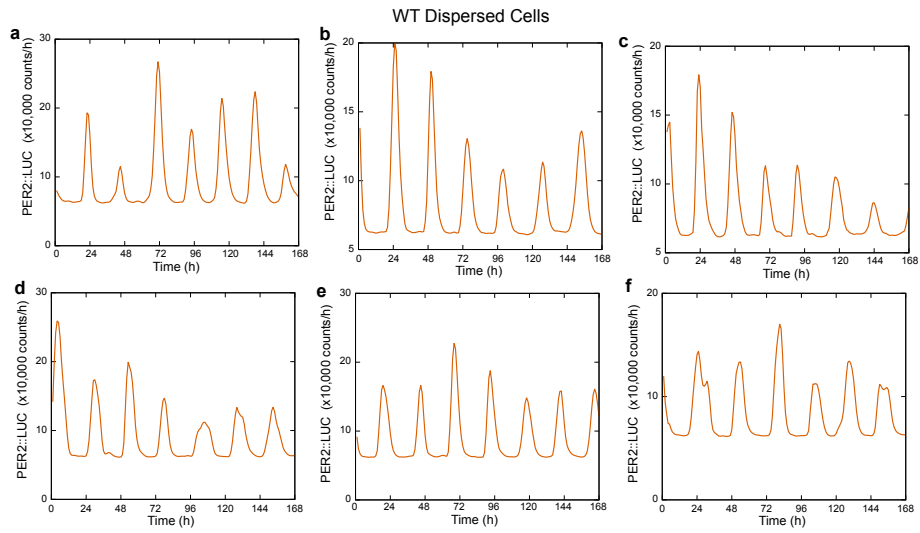 WT Dispersed Cells
a
PER2::LUC (x10,000 counts/h)
30
20
10
0
0 24 48 72 96 120 144 168
Time (h)
b
PER2::LUC (x10,000 counts/h)
20
15
10
5
0 24 48 72 96 120 144 168
Time (h)
c
PER2::LUC (x10,000 counts/h)
20
15
10
5
0 24 48 72 96 120 144 168
Time (h)
d
PER2::LUC (x10,000 counts/h)
30
20
10
0
0 24 48 72 96 120 144 168
Time (h)
e
PER2::LUC (x10,000 counts/h)
30
20
10
0
0 24 48 72 96 120 144 168
Time (h)
f
PER2::LUC (x10,000 counts/h)
20
10
0
0 24 48 72 96 120 144 168
Time (h)